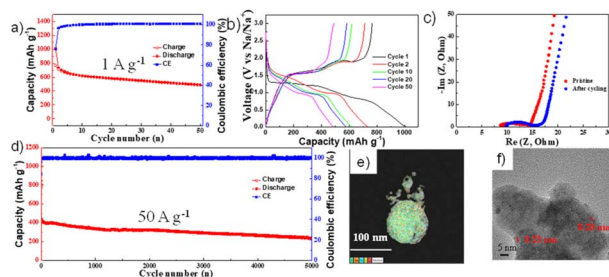 a)
1400
1200
1000
800
600
400
200
0
Capacity (mAh g⁻¹)
Charge
Discharge
CE
1 A g⁻¹
0 10 20 30 40 50
Cycle number (n)
100
80
60
40
20
0
Coulombic efficiency (%)
b)
3.0
2.5
2.0
1.5
1.0
0.5
0.0
Voltage (V vs Na/Na⁺)
Cycle 1
Cycle 2
Cycle 10
Cycle 20
Cycle 50
0 200 400 600 800 1000
Capacity (mAh g⁻¹)
c)
50
40
30
20
10
0
-Im (Z, Ohm)
Pristine
After cycling
0 5 10 15 20 25 30
Re (Z, Ohm)
d)
1200
1000
800
600
400
200
0
Capacity (mAh g⁻¹)
Charge
Discharge
CE
50 A g⁻¹
0 1000 2000 3000 4000 5000
Cycle number (n)
100
80
60
40
20
0
Coulombic efficiency (%)
e)
100 nm
f)
5 nm